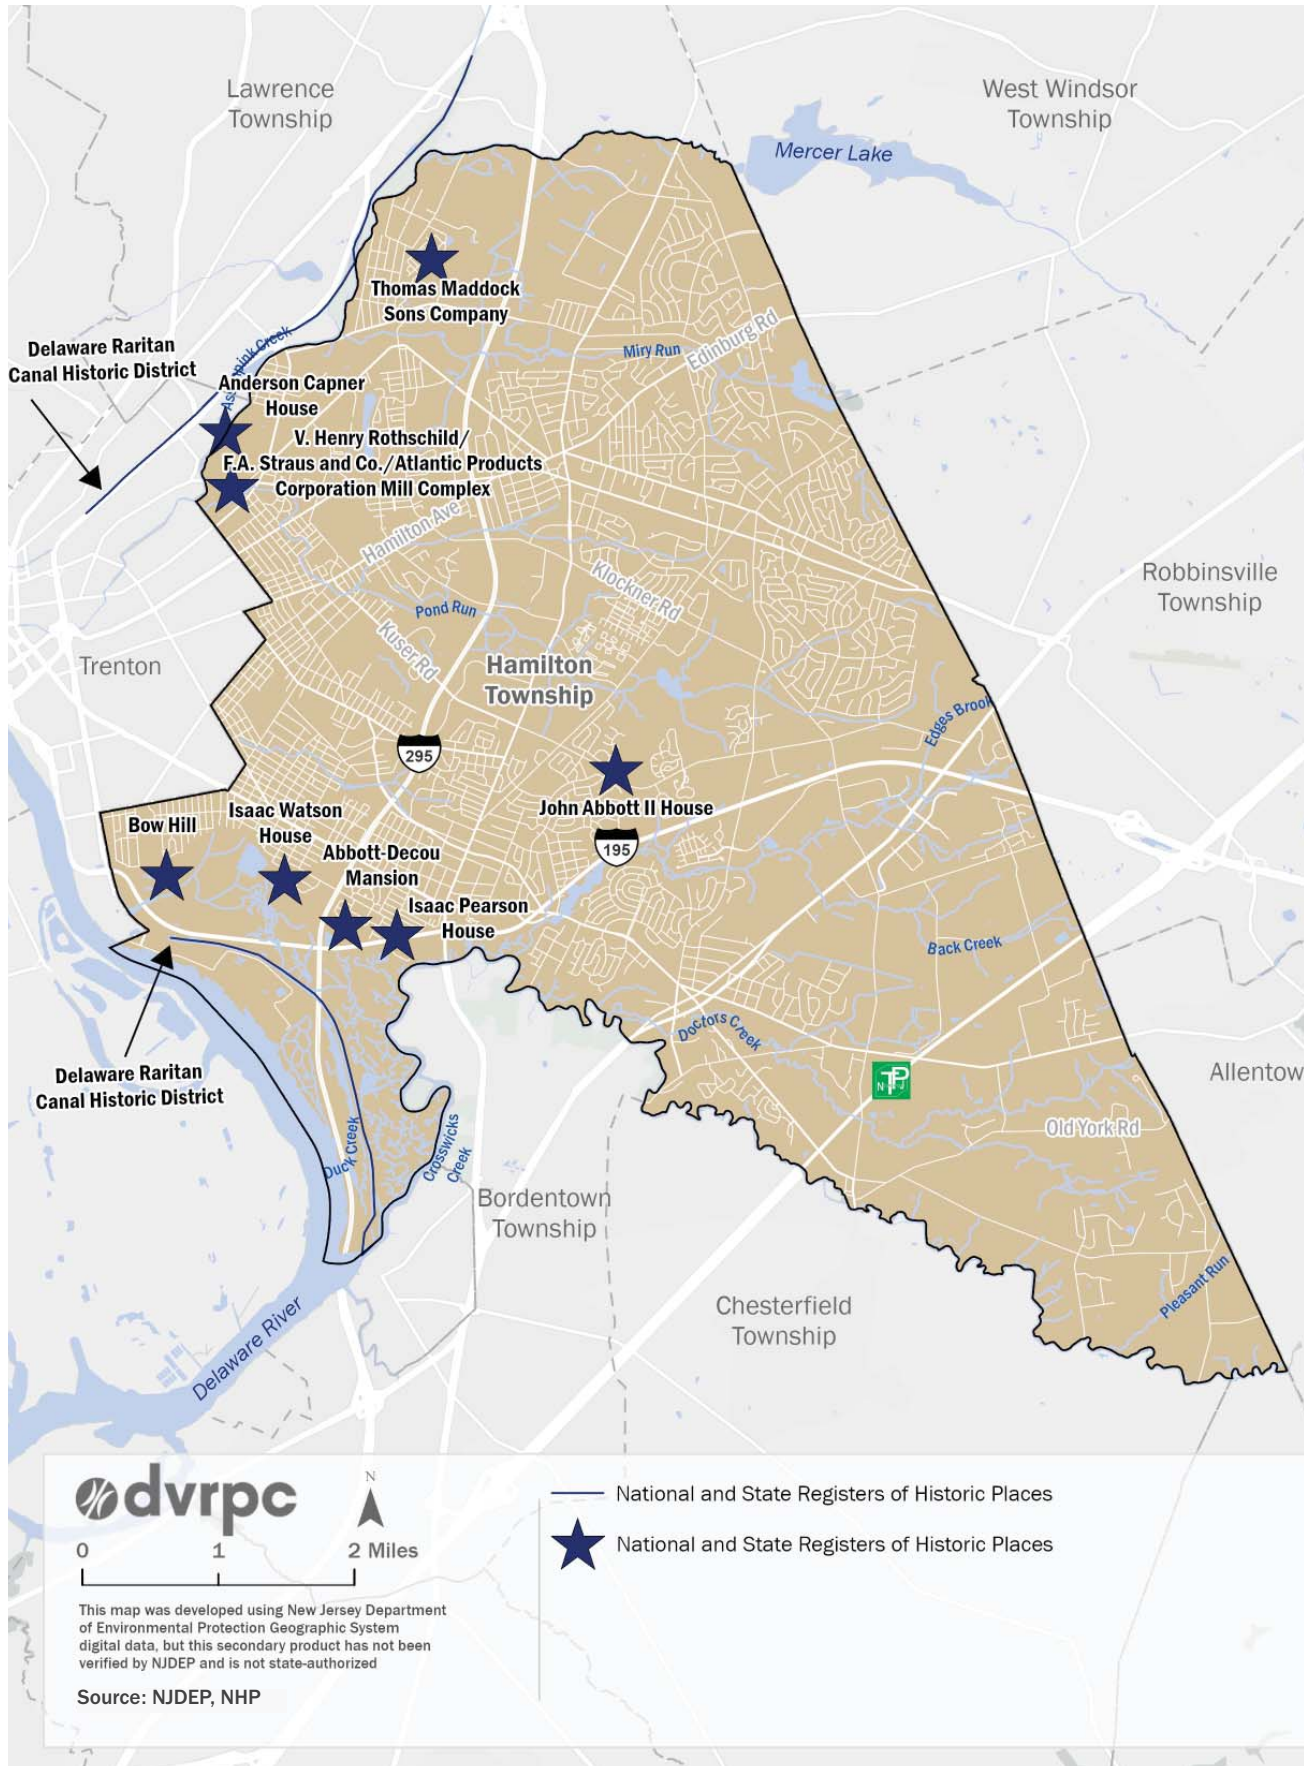 Lawrence
Township
West Windsor
Township
Mercer Lake
Thomas Maddock
Sons Company
Edinburg Rd
Miry Run
Assunpink Creek
Delaware Raritan
Canal Historic District
Anderson Capner
House
V. Henry Rothschild/
F.A. Straus and Co./Atlantic Products
Corporation Mill Complex
Hamilton Ave
Klockner Rd
Robbinsville
Township
Pond Run
Kuser Rd
Trenton
Hamilton
Township
Edges Brook
295
John Abbott II House
195
Bow Hill
Isaac Watson
House
Abbott-Decou
Mansion
Isaac Pearson
House
Back Creek
Doctors Creek
Delaware Raritan
Canal Historic District
TP
N J
Allentow
Old York Rd
Duck Creek
Crosswicks
Creek
Bordentown
Township
Pleasant Run
Chesterfield
Township
Delaware River
dvrpc
N
0 1 2 Miles
This map was developed using New Jersey Department
of Environmental Protection Geographic System
digital data, but this secondary product has not been
verified by NJDEP and is not state-authorized
Source: NJDEP, NHP
National and State Registers of Historic Places
National and State Registers of Historic Places